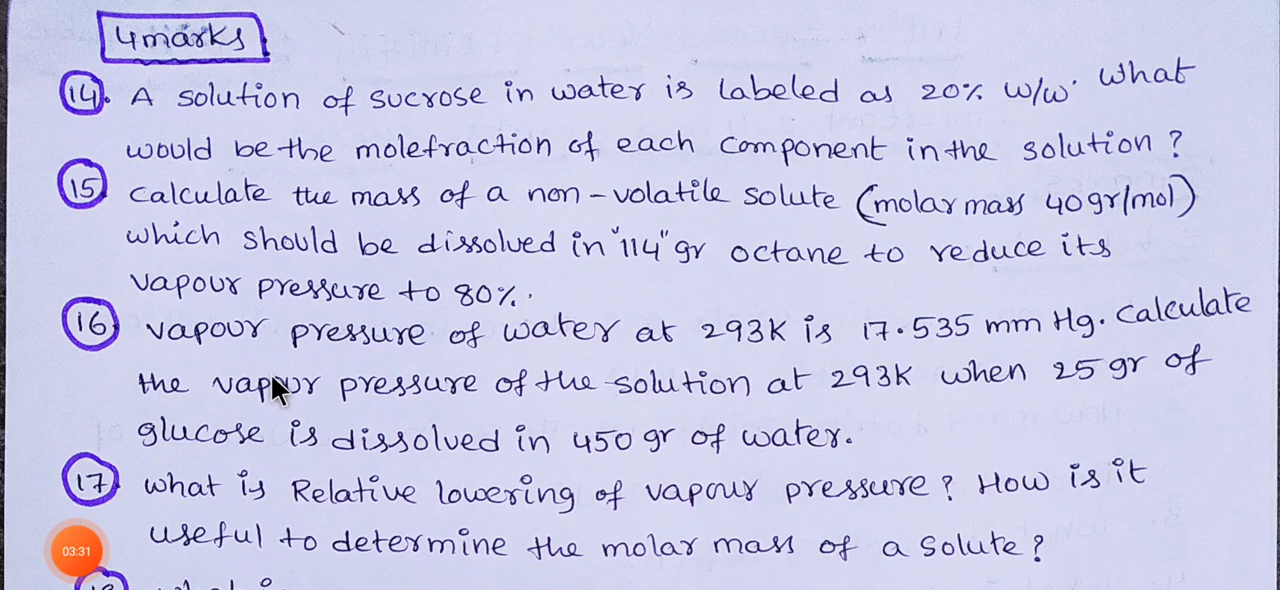 4marks
14. A solution of sucrose in water is labeled as 20% w/w. What
would be the molefraction of each component in the solution?
15 calculate the mass of a non-volatile solute (molar mass 40gr/mol)
which should be dissolved in "114" gr octane to reduce its
vapour pressure to 80%.
16 vapour pressure of water at 293K is 17.535 mm Hg. Calculate
the vapour pressure of the solution at 293K when 25 gr of
glucose is dissolved in 450 gr of water.
17 what is Relative lowering of vapour pressure? How is it
useful to determine the molar mass of a solute?
03:31